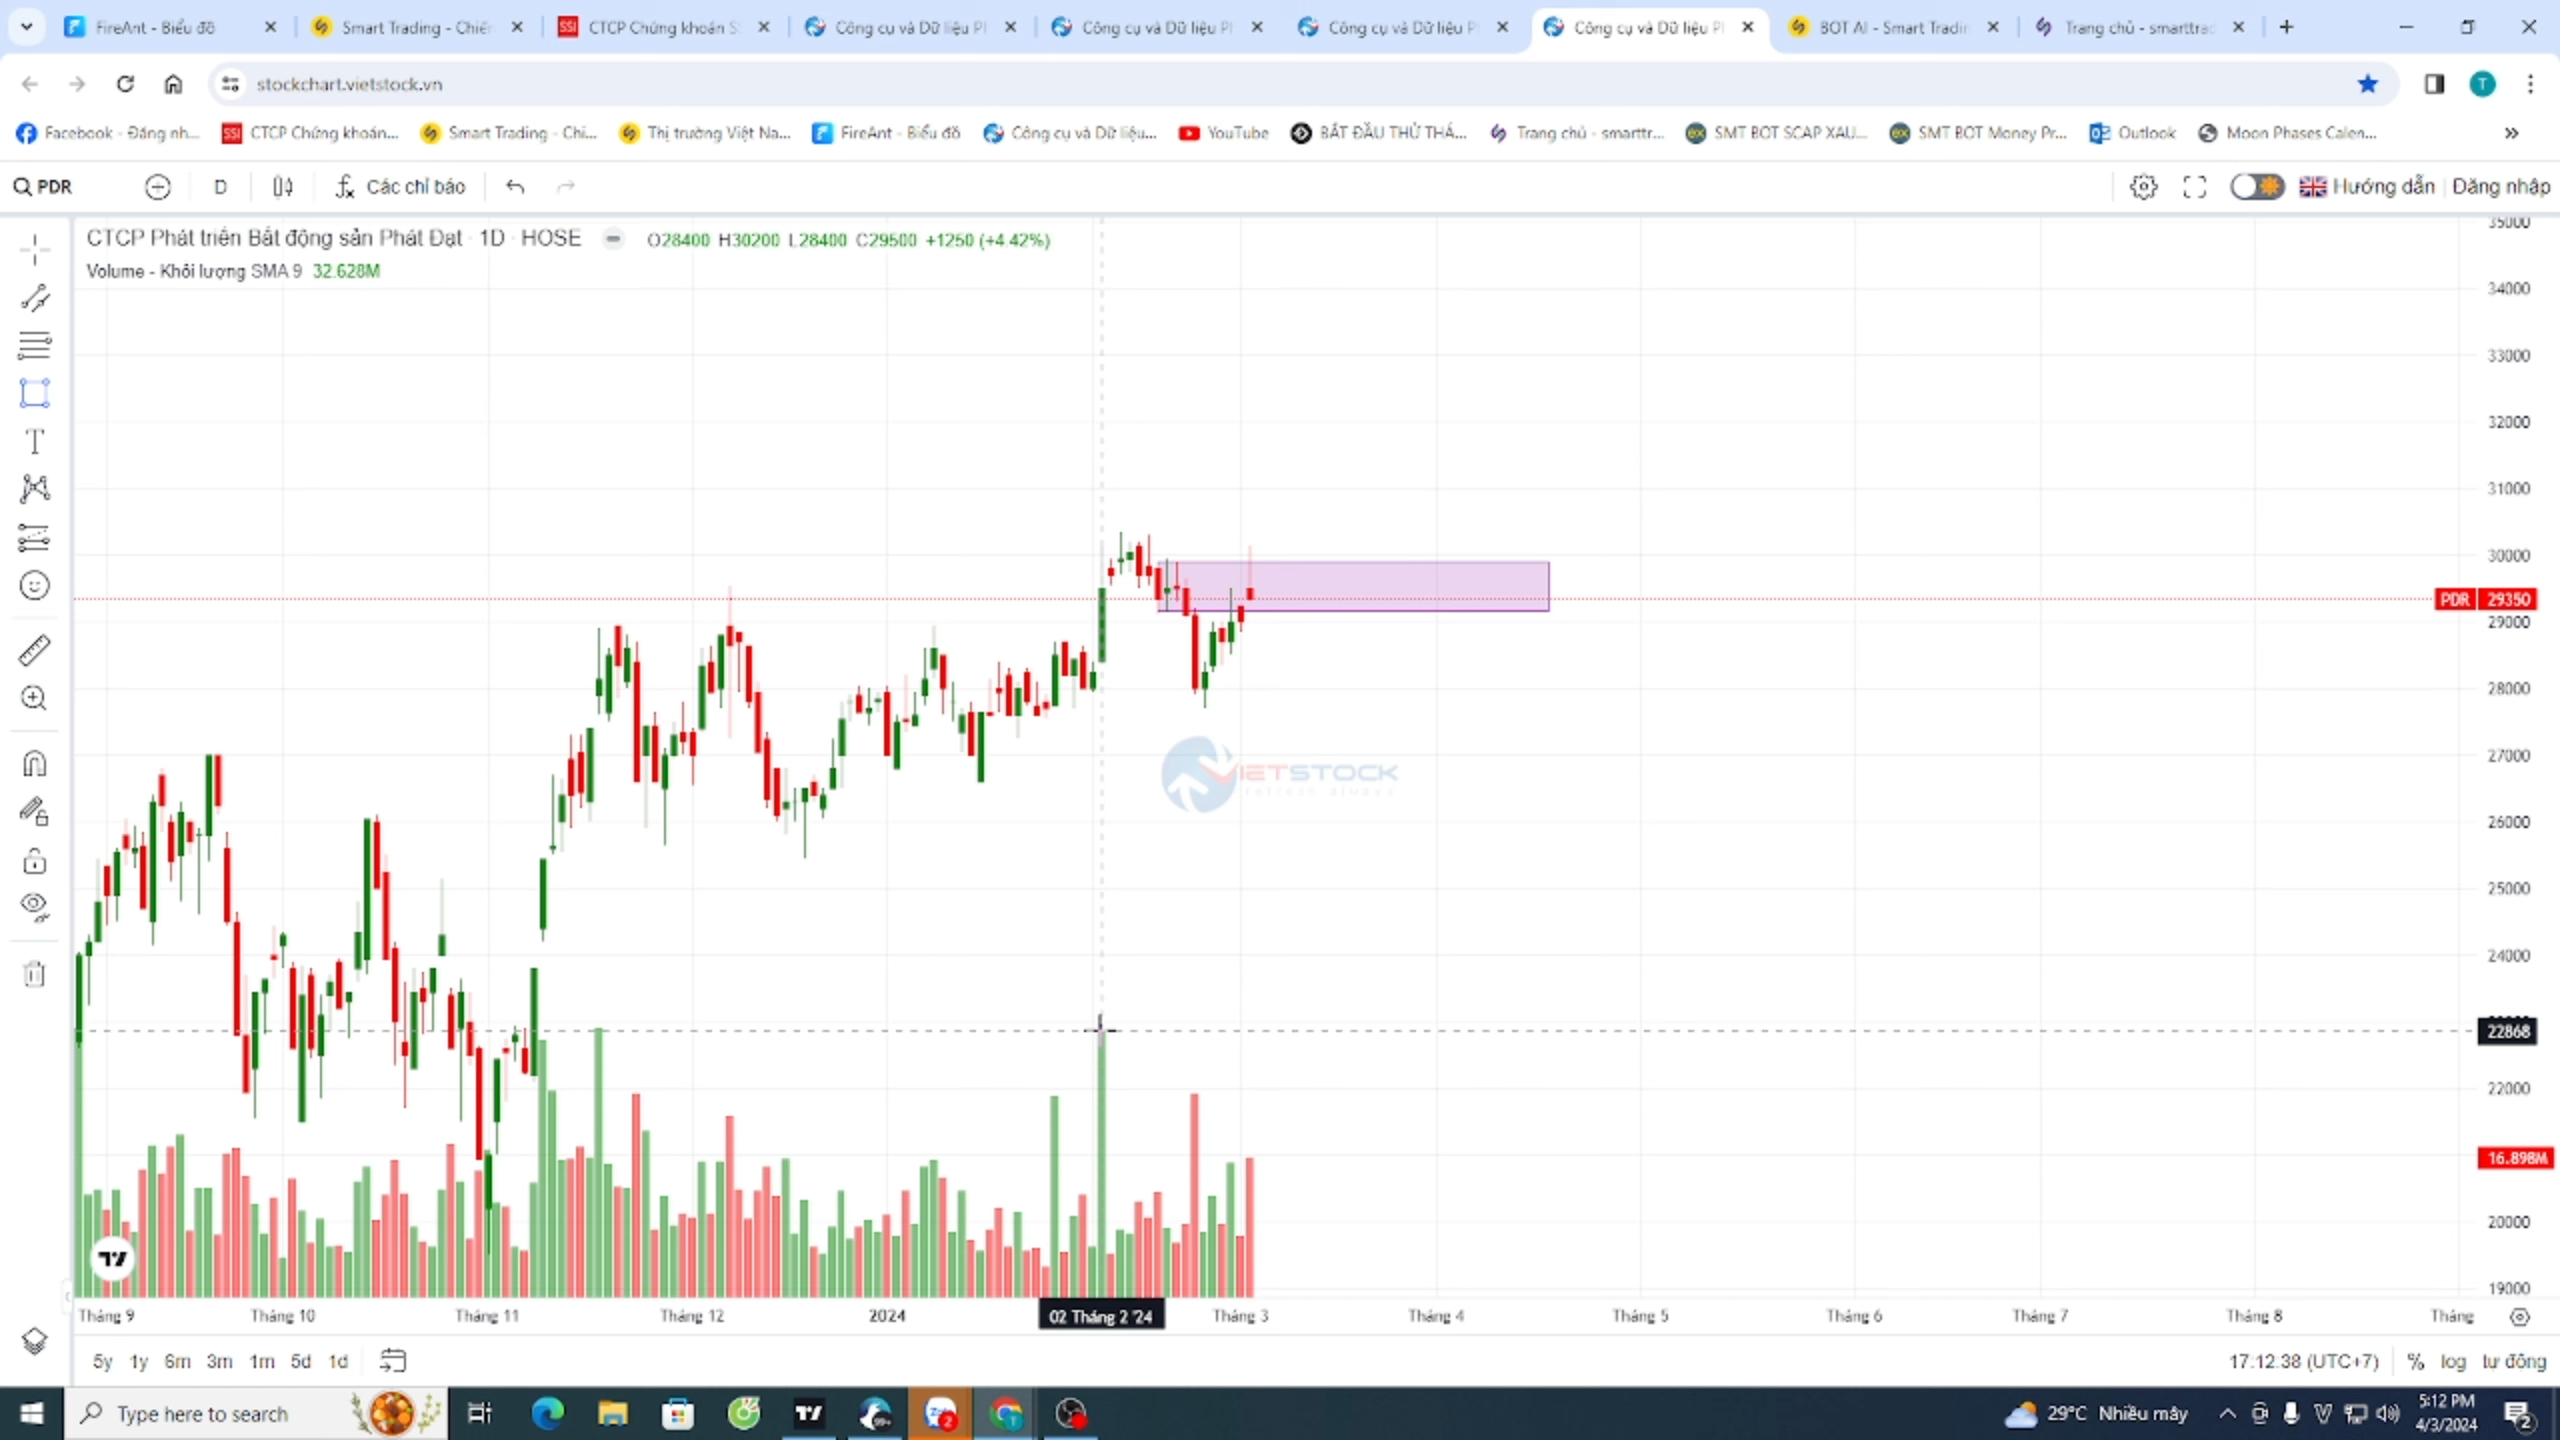 FireAnt - Biểu đồ
Smart Trading - Chiến
CTCP Chứng khoán S
Công cụ và Dữ liệu P
Công cụ và Dữ liệu P
Công cụ và Dữ liệu P
Công cụ và Dữ liệu P
BOT AI - Smart Tradin
Trang chủ - smarttrad
stockchart.vietstock.vn
T
Facebook - Đăng nh...
SSI
CTCP Chứng khoán...
Smart Trading - Chi...
Thị trường Việt Na...
FireAnt - Biểu đồ
Công cụ và Dữ liệu...
YouTube
BẮT ĐẦU THỬ THÁ...
Trang chủ - smarttr...
SMT BOT SCAP XAU...
SMT BOT Money Pr...
Outlook
Moon Phases Calen...
»
PDR
D
Các chỉ báo
Hướng dẫn
Đăng nhập
CTCP Phát triển Bất động sản Phát Đạt · 1D · HOSE
O28400 H30200 L28400 C29500 +1250 (+4.42%)
Volume - Khối lượng SMA 9 32.628M
35000
34000
33000
32000
31000
30000
PDR 29350
29000
28000
27000
26000
25000
24000
22868
22000
16.898M
20000
19000
VIETSTOCK
refresh always
Tháng 9
Tháng 10
Tháng 11
Tháng 12
2024
02 Tháng 2 '24
Tháng 3
Tháng 4
Tháng 5
Tháng 6
Tháng 7
Tháng 8
Tháng
5y 1y 6m 3m 1m 5d 1d
17:12:38 (UTC+7)
%
log
tự động
Type here to search
99+
2
29°C Nhiều mây
5:12 PM
4/3/2024
2